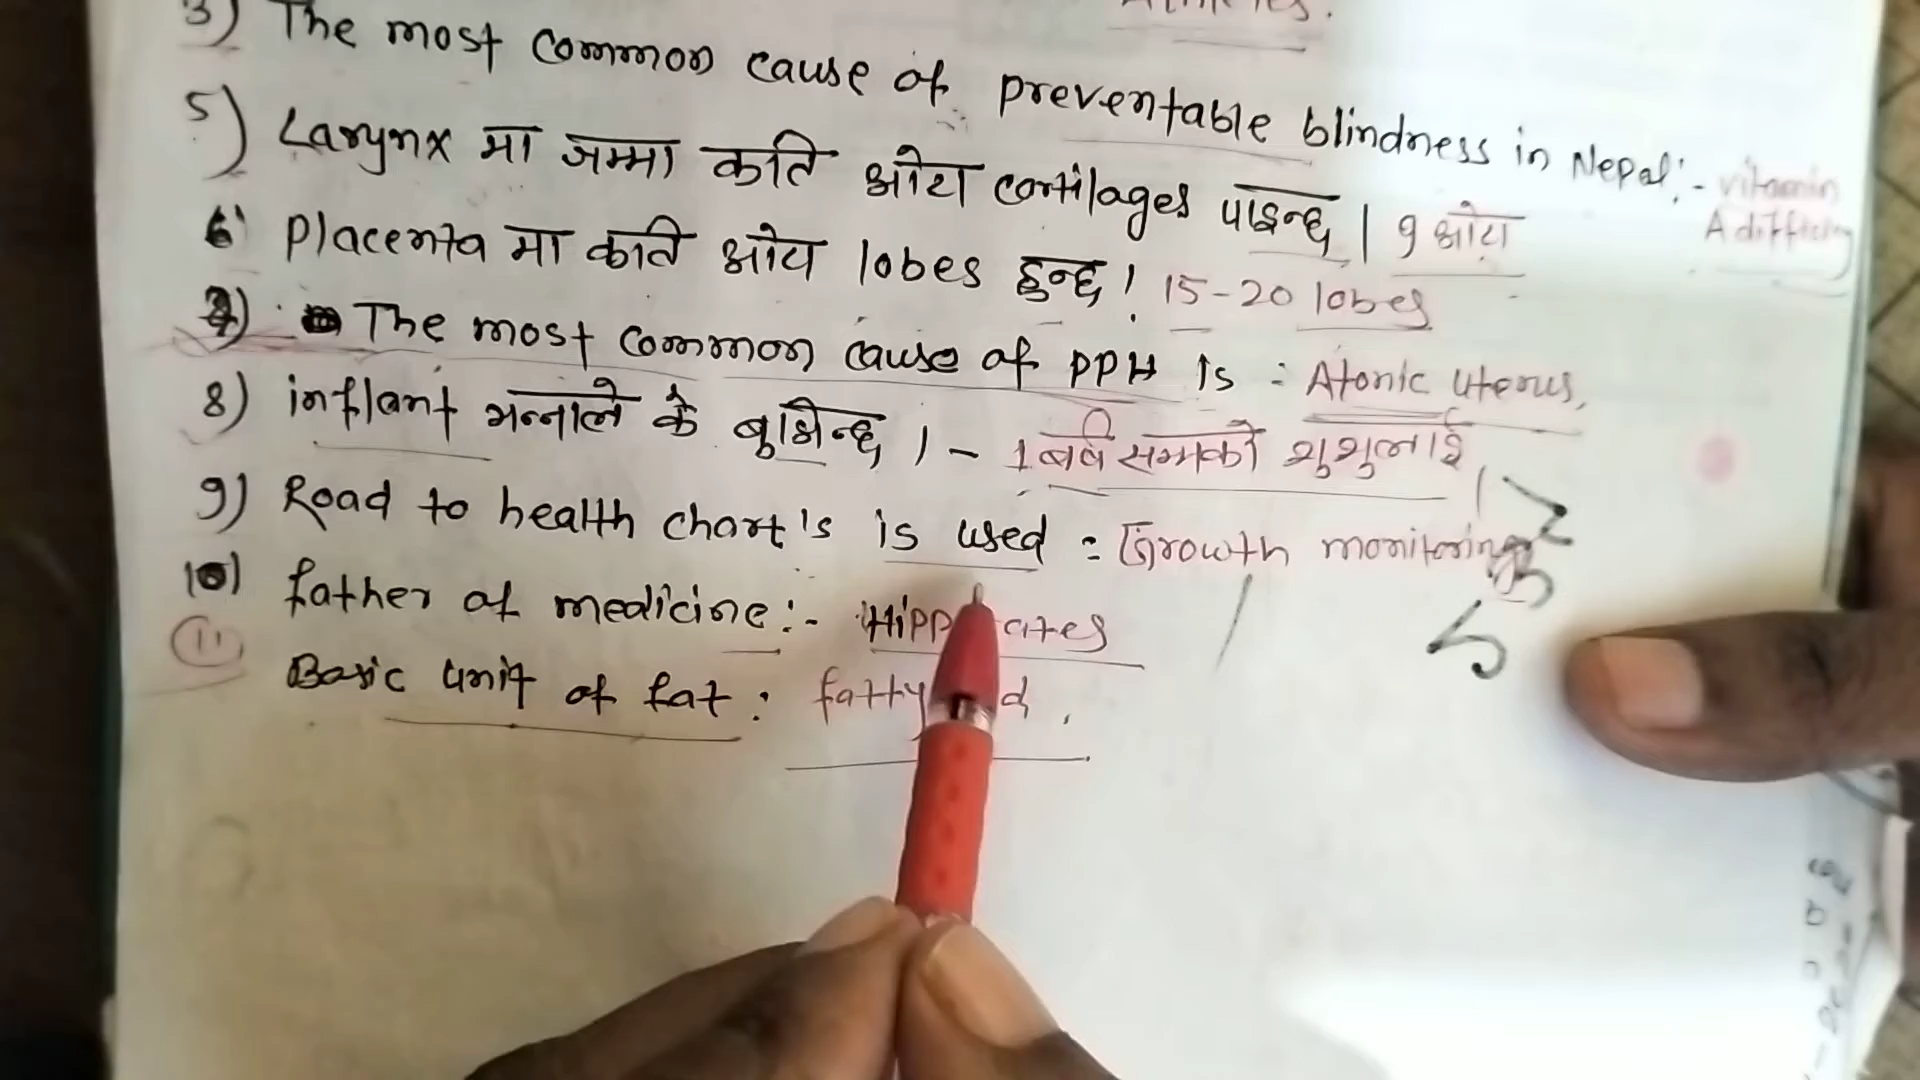 3) The most common cause of preventable blindness in Nepal:- vitamin
A difficiency
5) Larynx मा जम्मा कति ओटा cartilages पाइन्छ | 9 ओटा
6) Placenta मा कति ओटा lobes हुन्छ ! 15-20 lobes
The most common cause of PPH is : Atonic uterus,
8) inflant भन्नाले के बुझिन्छ । - 1 बर्ष सम्मको शुशुलाई
9) Road to health chart's is used = Growth monitoring
10) father of medicine :-
11 Basic unit of fat : fatty